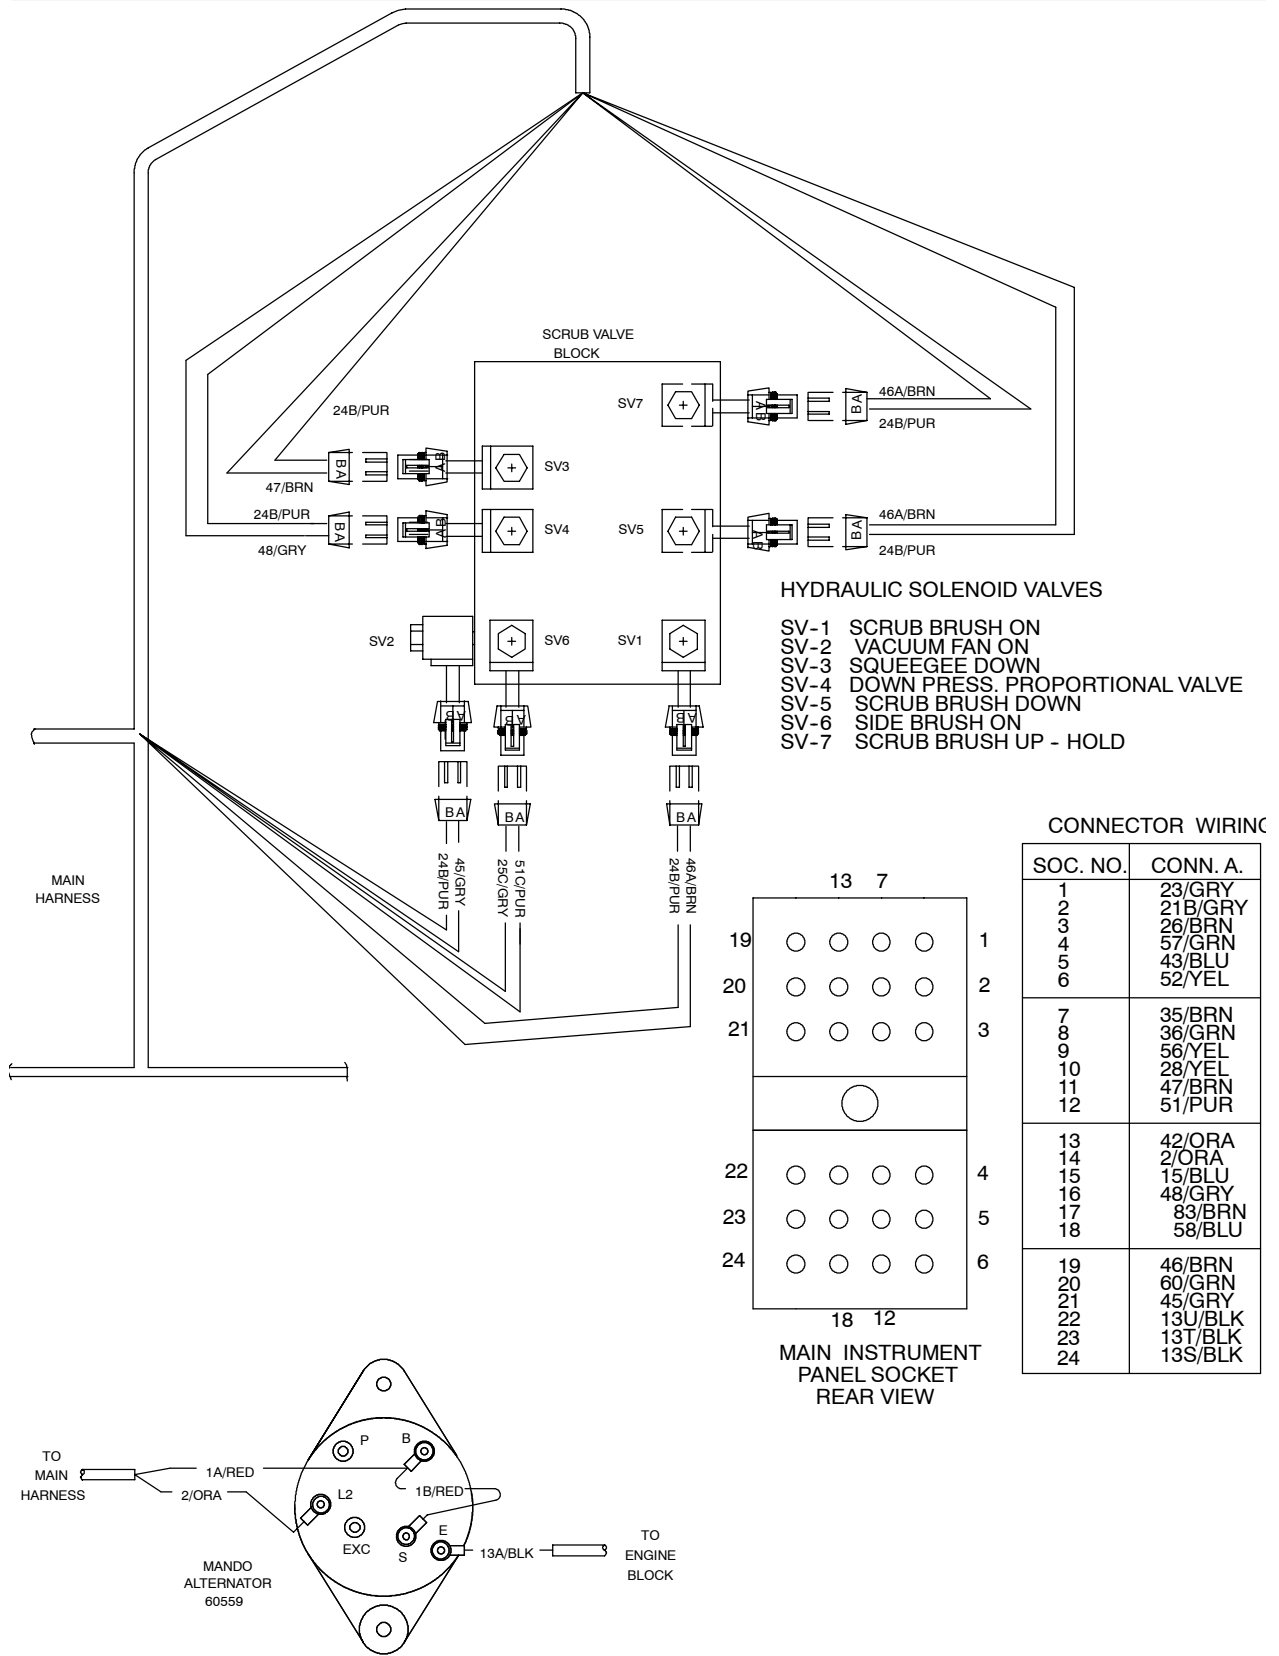 SCRUB VALVE
BLOCK
SV7
46A/BRN
24B/PUR
B A
A B
24B/PUR
47/BRN
B A
A B
SV3
24B/PUR
48/GRY
B A
A B
SV4
SV5
46A/BRN
24B/PUR
B A
A B
HYDRAULIC SOLENOID VALVES
SV-1 SCRUB BRUSH ON
SV-2 VACUUM FAN ON
SV-3 SQUEEGEE DOWN
SV-4 DOWN PRESS. PROPORTIONAL VALVE
SV-5 SCRUB BRUSH DOWN
SV-6 SIDE BRUSH ON
SV-7 SCRUB BRUSH UP - HOLD
SV2
SV6
SV1
A B
A B
A B
B A
B A
B A
45/GRY
24B/PUR
51C/PUR
25C/GRY
46A/BRN
24B/PUR
MAIN
HARNESS
CONNECTOR WIRING
SOC. NO. CONN. A.
1 23/GRY
2 21B/GRY
3 26/BRN
4 57/GRN
5 43/BLU
6 52/YEL
7 35/BRN
8 36/GRN
9 56/YEL
10 28/YEL
11 47/BRN
12 51/PUR
13 42/ORA
14 2/ORA
15 15/BLU
16 48/GRY
17 83/BRN
18 58/BLU
19 46/BRN
20 60/GRN
21 45/GRY
22 13U/BLK
23 13T/BLK
24 13S/BLK
13 7
19 1
20 2
21 3
22 4
23 5
24 6
18 12
MAIN INSTRUMENT
PANEL SOCKET
REAR VIEW
TO
MAIN
HARNESS
1A/RED
2/ORA
P
B
L2
1B/RED
EXC
S
E
13A/BLK
TO
ENGINE
BLOCK
MANDO
ALTERNATOR
60559